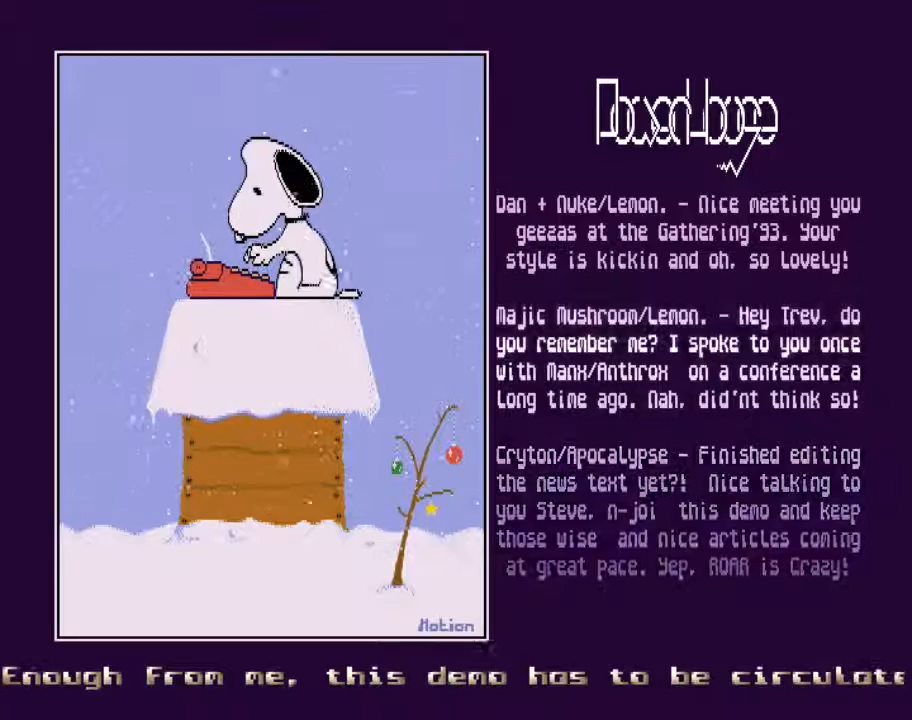 Dan + Nuke/Lemon. - Nice meeting you
geezas at the Gathering'93. Your
style is kickin and oh, so lovely!
Majic Mushroom/Lemon. - Hey Trev, do
you remember me? I spoke to you once
with Manx/Anthrox  on a conference a
long time ago. Nah, did'nt think so!
Cryton/Apocalypse - Finished editing
the news text yet?!  Nice talking to
you Steve, n-joi  this demo and keep
those wise  and nice articles coming
at great pace. Yep, ROAR is Crazy!
Motion
Enough from me, this demo has to be circulate